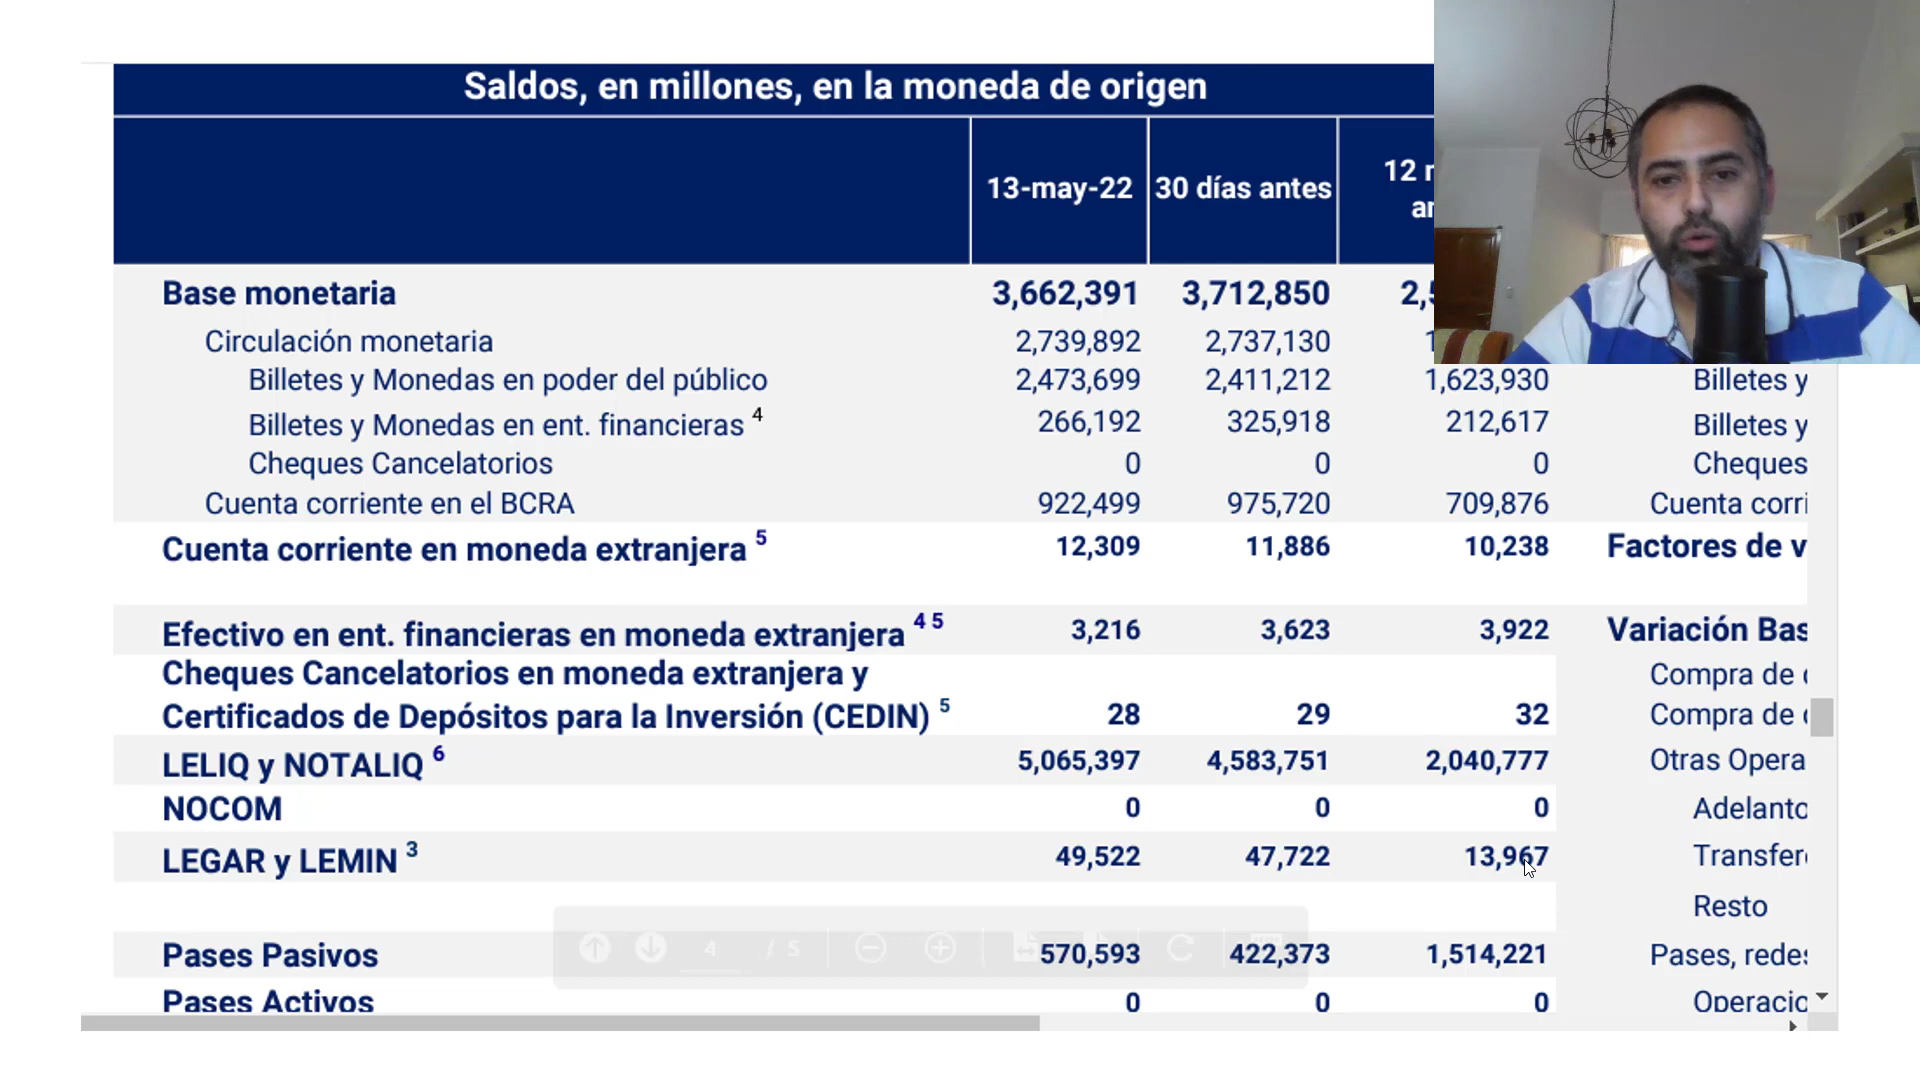 Saldos, en millones, en la moneda de origen
13-may-22 30 días antes 12
Base monetaria 3,662,391 3,712,850
Circulación monetaria 2,739,892 2,737,130
Billetes y Monedas en poder del público 2,473,699 2,411,212 1,623,930 Billetes y
Billetes y Monedas en ent. financieras 4 266,192 325,918 212,617 Billetes y
Cheques Cancelatorios 0 0 0 Cheques
Cuenta corriente en el BCRA 922,499 975,720 709,876 Cuenta corri
Cuenta corriente en moneda extranjera 5 12,309 11,886 10,238 Factores de v
Efectivo en ent. financieras en moneda extranjera 4 5 3,216 3,623 3,922 Variación Bas
Cheques Cancelatorios en moneda extranjera y Compra de
Certificados de Depósitos para la Inversión (CEDIN) 5 28 29 32 Compra de
LELIQ y NOTALIQ 6 5,065,397 4,583,751 2,040,777 Otras Opera
NOCOM 0 0 0 Adelanto
LEGAR y LEMIN 3 49,522 47,722 13,967 Transfer
Resto
Pases Pasivos 570,593 422,373 1,514,221 Pases, redes
4 / 5
Pases Activos 0 0 0 Operacio